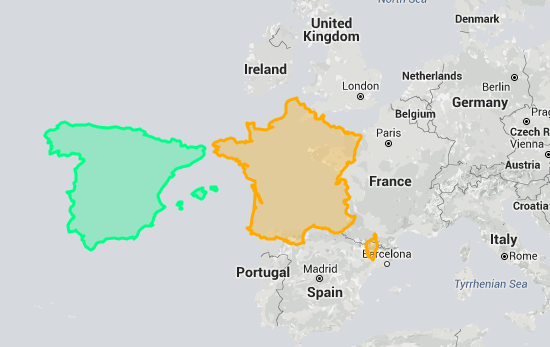 North Sea
Denmark
United
Kingdom
Ireland
London
Netherlands
Berlin
Germany
Belgium
Paris
Czech R
Vienna
Austria
France
Croatia
Italy
Rome
Barcelona
Portugal
Madrid
Spain
Tyrrhenian Sea